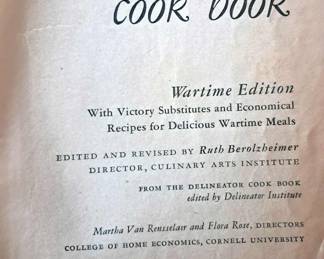 COOK BOOK
Wartime Edition
With Victory Substitutes and Economical
Recipes for Delicious Wartime Meals
EDITED AND REVISED BY Ruth Berolzheimer
DIRECTOR, CULINARY ARTS INSTITUTE
FROM THE DELINEATOR COOK BOOK
edited by Delineator Institute
Martha Van Rensselaer and Flora Rose, DIRECTORS
COLLEGE OF HOME ECONOMICS, CORNELL UNIVERSITY